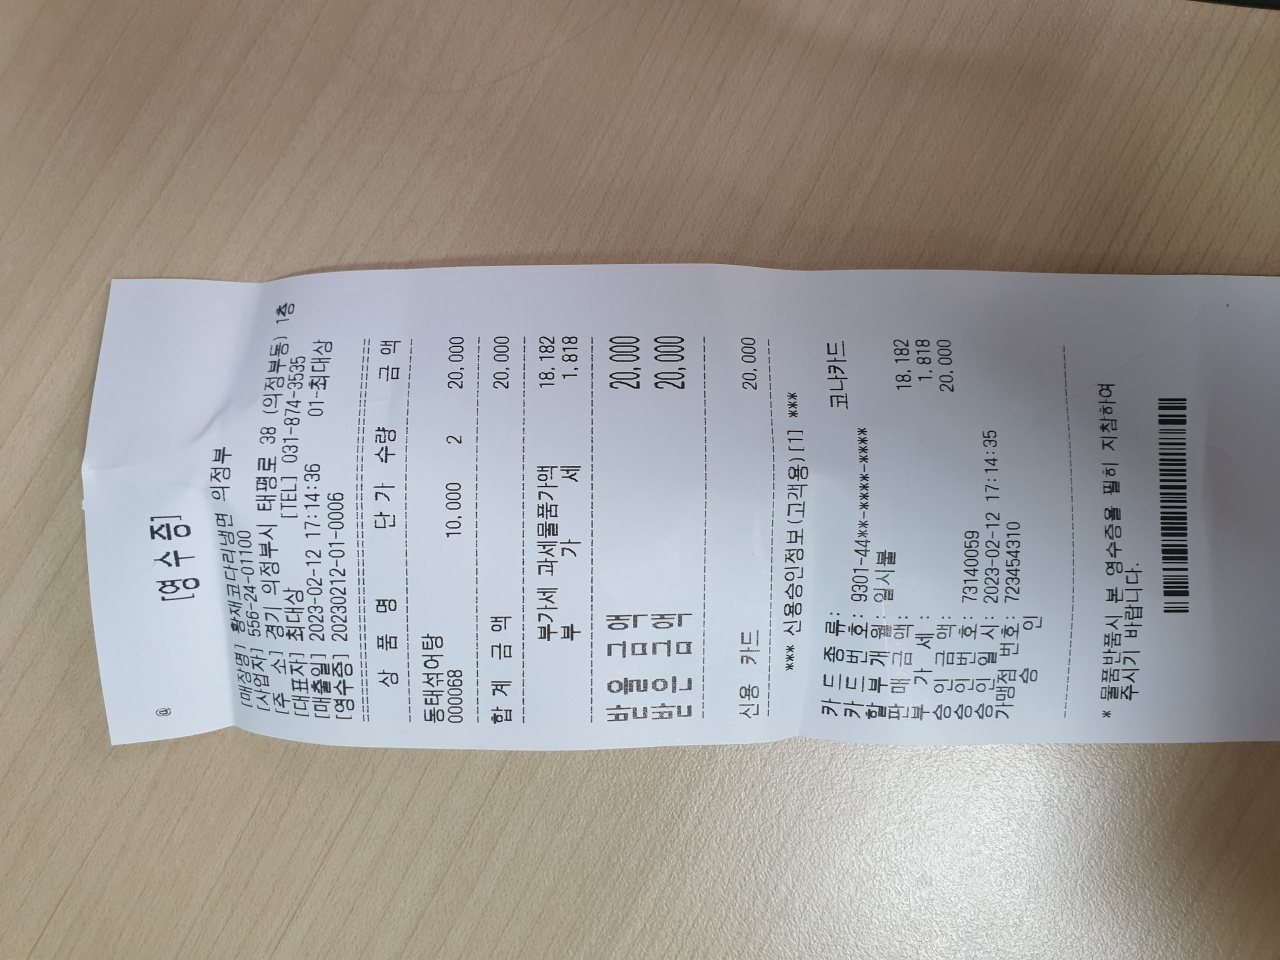 @
[영 수 증]
[매장명] 황재코다리냉면 의정부
[사업자] 556-24-01100
[주 소] 경기 의정부시 태평로 38 (의정부동) 1층
[대표자] 최대상 [TEL] 031-874-3535
[매출일] 2023-02-12 17:14:36 01-최대상
[영수증] 20230212-01-0006
========================================
상 품 명 단 가 수량 금 액
동태섞어탕
000068 10,000 2 20,000
합 계 금 액 20,000
부가세 과세물품가액 18,182
부 가 세 1,818
받 을 금 액 20,000
받 은 금 액 20,000
신용 카드 20,000
*** 신용승인정보(고객용)[1] ***
카 드 종 류: 코나카드
카 드 번 호: 9301-44**-****-****
할 부 개 월: 일시불
판 매 금 액: 18,182
부 가 세 : 1,818
승 인 금 액: 20,000
승 인 번 호: 73140059
승 인 일 시: 2023-02-12 17:14:35
가맹점 번호: 723454310
승 인
* 물품반품시 본 영수증을 필히 지참하여
주시기 바랍니다.